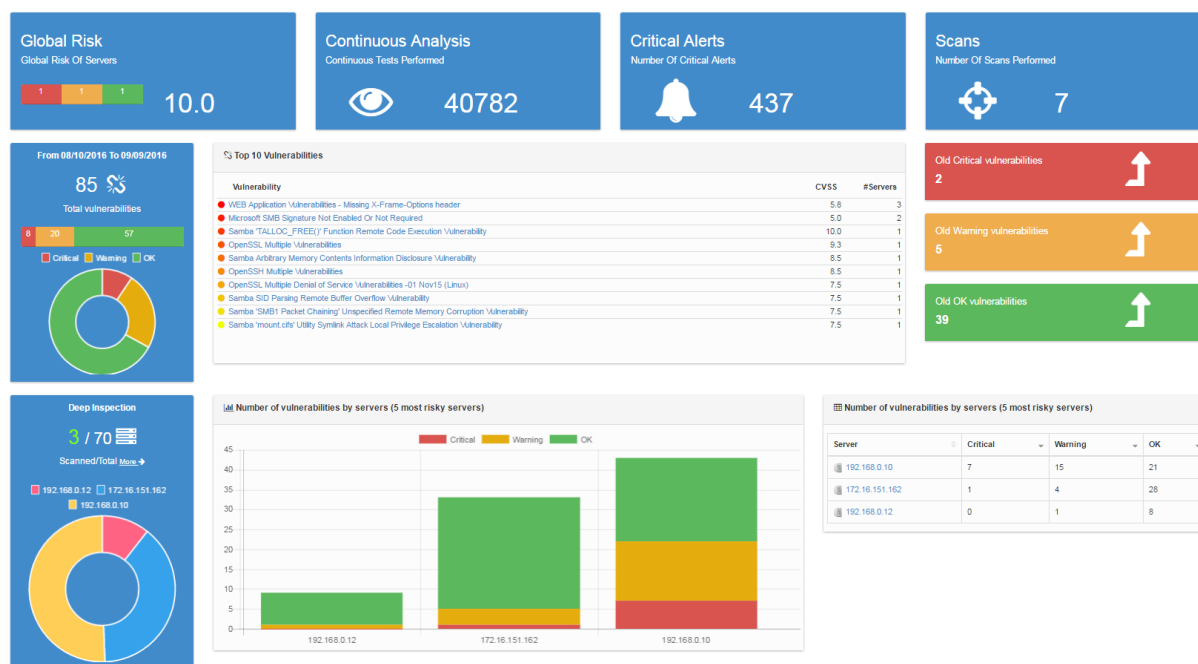 Global Risk
Global Risk Of Servers
1 1 1
10.0
Continuous Analysis
Continuous Tests Performed
40782
Critical Alerts
Number Of Critical Alerts
437
Scans
Number Of Scans Performed
7
From 08/10/2016 To 09/09/2016
85
Total vulnerabilities
8 20 57
Critical Warning OK
Top 10 Vulnerabilities
Vulnerability CVSS #Servers
WEB Application Vulnerabilities - Missing X-Frame-Options header 5.8 3
Microsoft SMB Signature Not Enabled Or Not Required 5.0 2
Samba 'TALLOC_FREE()' Function Remote Code Execution Vulnerability 10.0 1
OpenSSL Multiple Vulnerabilities 9.3 1
Samba Arbitrary Memory Contents Information Disclosure Vulnerability 8.5 1
OpenSSH Multiple Vulnerabilities 8.5 1
OpenSSL Multiple Denial of Service Vulnerabilities -01 Nov15 (Linux) 7.5 1
Samba SID Parsing Remote Buffer Overflow Vulnerability 7.5 1
Samba 'SMB1 Packet Chaining' Unspecified Remote Memory Corruption Vulnerability 7.5 1
Samba 'mount.cifs' Utility Symlink Attack Local Privilege Escalation Vulnerability 7.5 1
Old Critical vulnerabilities
2
Old Warning vulnerabilities
5
Old OK vulnerabilities
39
Deep Inspection
3 / 70
Scanned/Total More
192.168.0.12 172.16.151.162
192.168.0.10
Number of vulnerabilities by servers (5 most risky servers)
Critical Warning OK
45
40
35
30
25
20
15
10
5
0
192.168.0.12 172.16.151.162 192.168.0.10
Number of vulnerabilities by servers (5 most risky servers)
Server Critical Warning OK
192.168.0.10 7 15 21
172.16.151.162 1 4 28
192.168.0.12 0 1 8